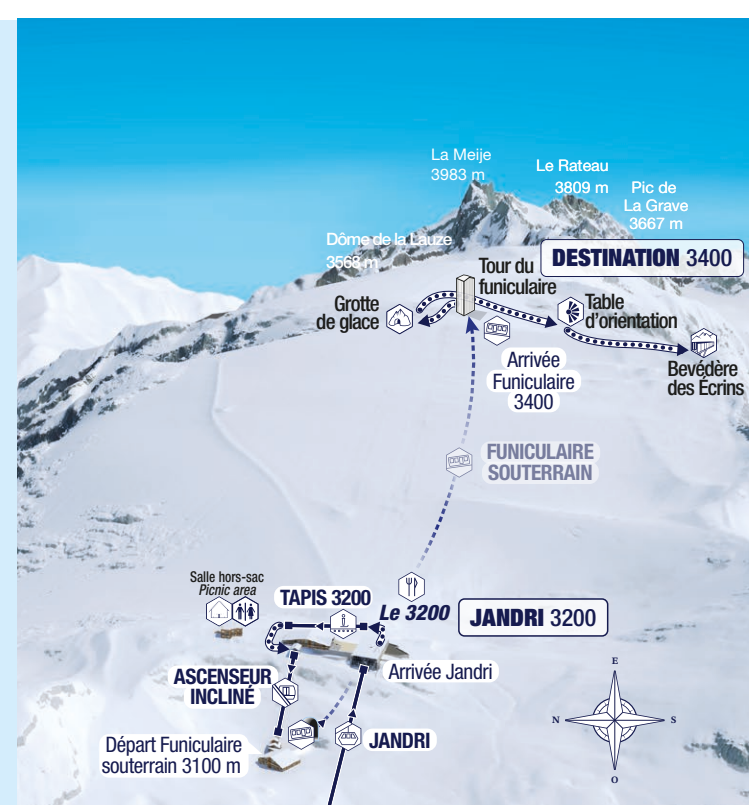 La Meije
3983 m
Le Rateau
3809 m
Pic de
La Grave
3667 m
Dôme de la Lauze
3568 m
DESTINATION 3400
Tour du
funiculaire
Grotte
de glace
Table
d'orientation
Arrivée
Funiculaire
3400
Bevédère
des Écrins
FUNICULAIRE
SOUTERRAIN
Salle hors-sac
Picnic area
TAPIS 3200
Le 3200
JANDRI 3200
ASCENSEUR
INCLINÉ
Arrivée Jandri
Départ Funiculaire
souterrain 3100 m
JANDRI
E
N
S
O